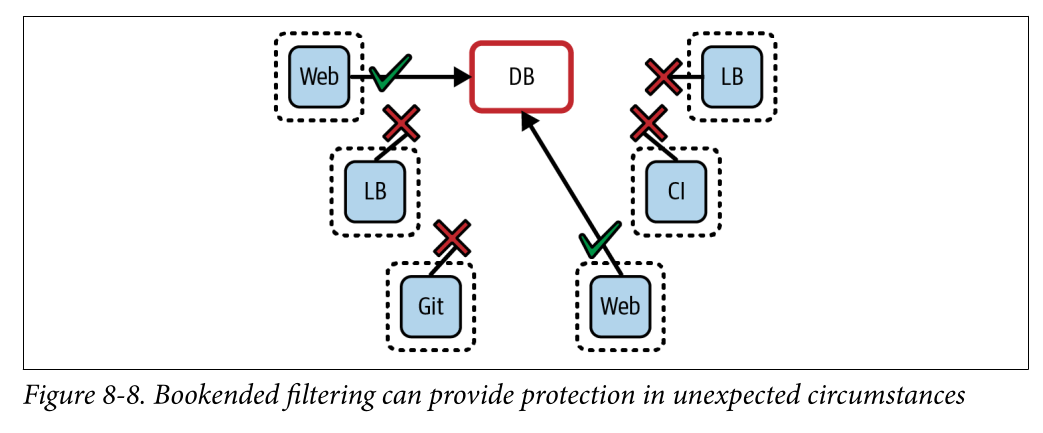 Web
DB
LB
LB
CI
Git
Web
Figure 8-8. Bookended filtering can provide protection in unexpected circumstances